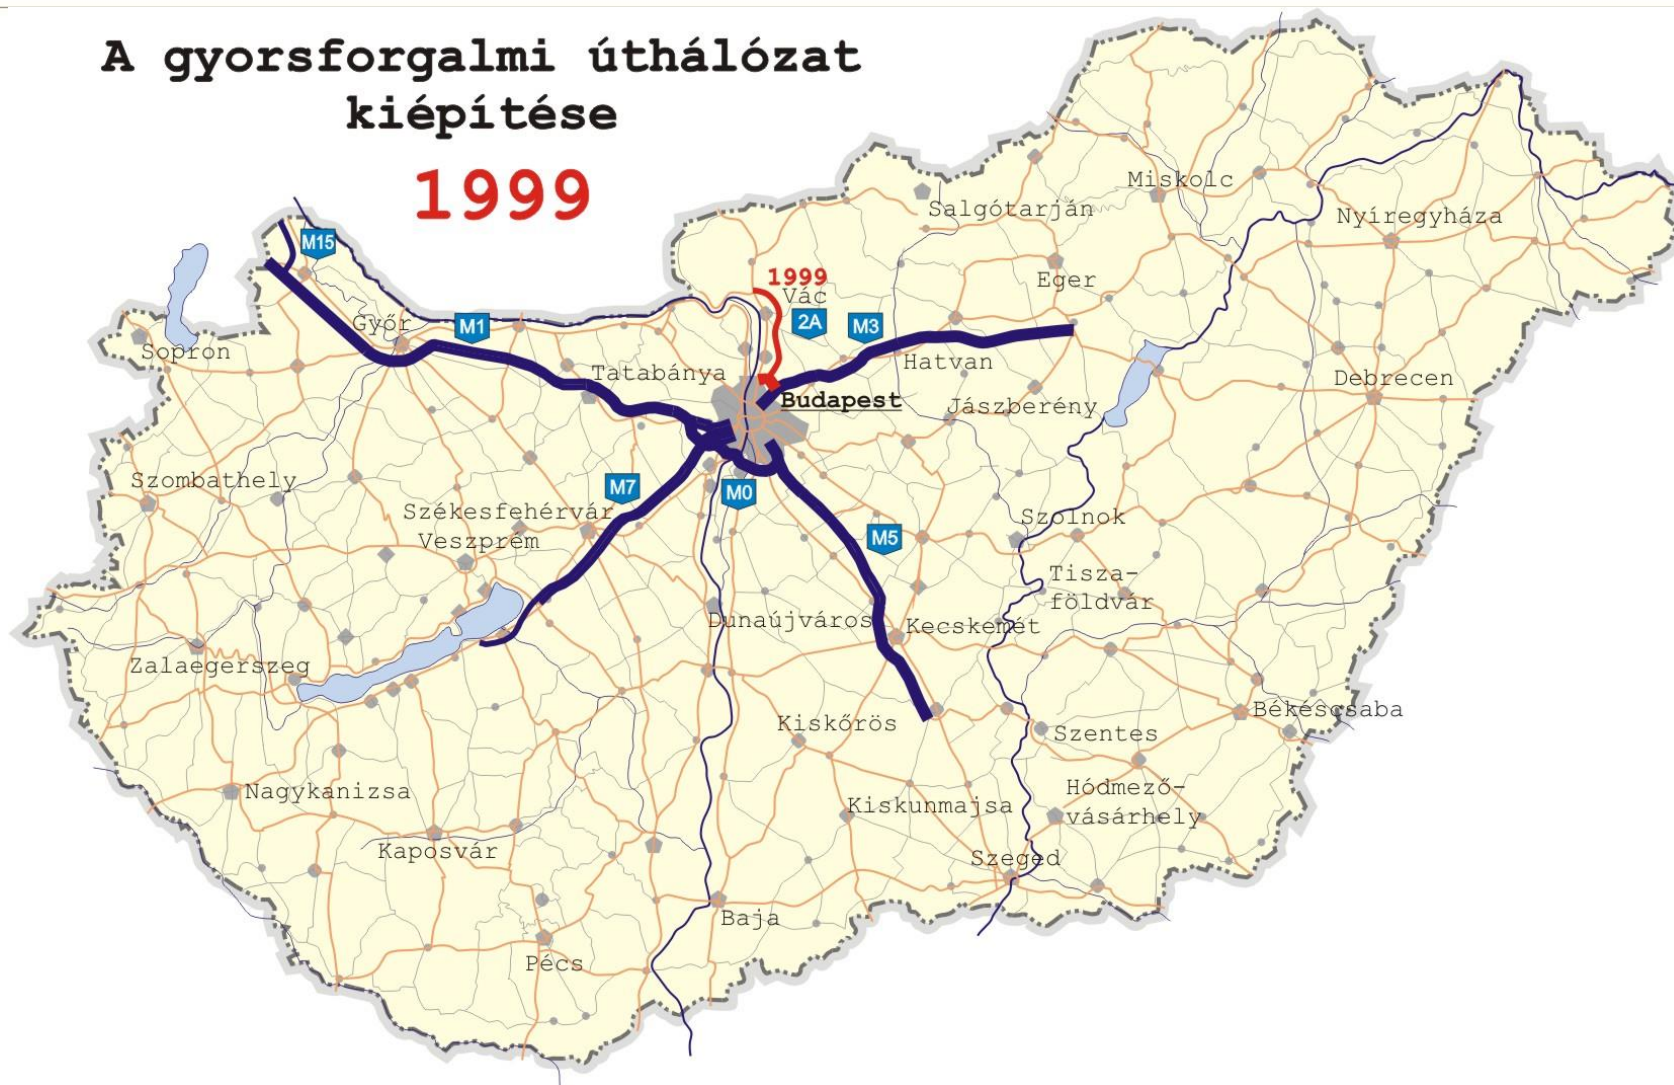 A gyorsforgalmi úthálózat
kiépítése
1999
M15
Miskolc
Salgótarján
Nyíregyháza
Eger
1999
Vác
2A
M3
M1
Győr
Sopron
Hatvan
Tatabánya
Debrecen
Budapest
Jászberény
Szombathely
M7
M0
Székesfehérvár
Veszprém
Szolnok
M5
Tisza-
földvár
Dunaújváros
Kecskemét
Zalaegerszeg
Kiskőrös
Békéscsaba
Szentes
Nagykanizsa
Hódmező-
vásárhely
Kiskunmajsa
Kaposvár
Szeged
Baja
Pécs